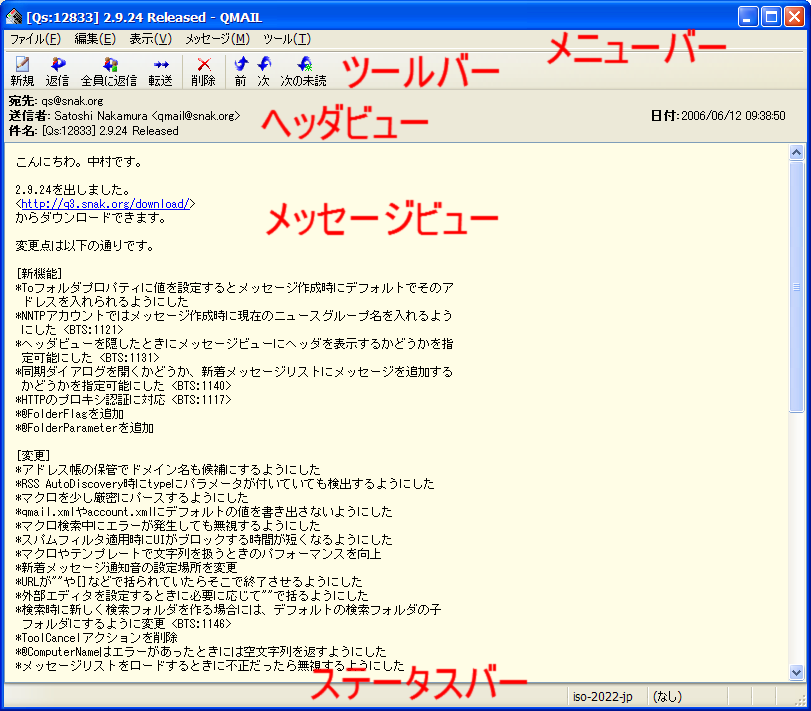 [Qs:12833] 2.9.24 Released - QMAIL
ファイル(F) 編集(E) 表示(V) メッセージ(M) ツール(T)
メニューバー
新規 返信 全員に返信 転送 削除 前 次 次の未読
ツールバー
宛先: qs@snak.org
送信者: Satoshi Nakamura <qmail@snak.org>
日付: 2006/06/12 09:38:50
件名: [Qs:12833] 2.9.24 Released
ヘッダビュー
こんにちわ。中村です。
2.9.24を出しました。
<http://q3.snak.org/download/>
からダウンロードできます。
メッセージビュー
変更点は以下の通りです。
[新機能]
*Toフォルダプロパティに値を設定するとメッセージ作成時にデフォルトでそのア
ドレスを入れられるようにした
*NNTPアカウントではメッセージ作成時に現在のニュースグループ名を入れるよう
にした <BTS:1121>
*ヘッダビューを隠したときにメッセージビューにヘッダを表示するかどうかを指
定可能にした <BTS:1131>
*同期ダイアログを開くかどうか、新着メッセージリストにメッセージを追加する
かどうかを指定可能にした <BTS:1140>
*HTTPのプロキシ認証に対応 <BTS:1117>
*@FolderFlagを追加
*@FolderParameterを追加
[変更]
*アドレス帳の保管でドメイン名も候補にするようにした
*RSS AutoDiscovery時にtypeにパラメータが付いていても検出するようにした
*マクロを少し厳密にパースするようにした
*qmail.xmlやaccount.xmlにデフォルトの値を書き出さないようにした
*マクロ検索中にエラーが発生しても無視するようにした
*スパムフィルタ適用時にUIがブロックする時間が短くなるようにした
*マクロやテンプレートで文字列を扱うときのパフォーマンスを向上
*新着メッセージ通知音の設定場所を変更
*URLが""や[]などで括られていたらそこで終了させるようにした
*外部エディタを設定するときに必要に応じて""で括るようにした
*検索時に新しく検索フォルダを作る場合には、デフォルトの検索フォルダの子
フォルダにするように変更 <BTS:1146>
*ToolCancelアクションを削除
*@ComputerNameはエラーがあったときには空文字列を返すようにした
*メッセージリストをロードするときに不正だったら無視するようにした
ステータスバー
iso-2022-jp (なし)